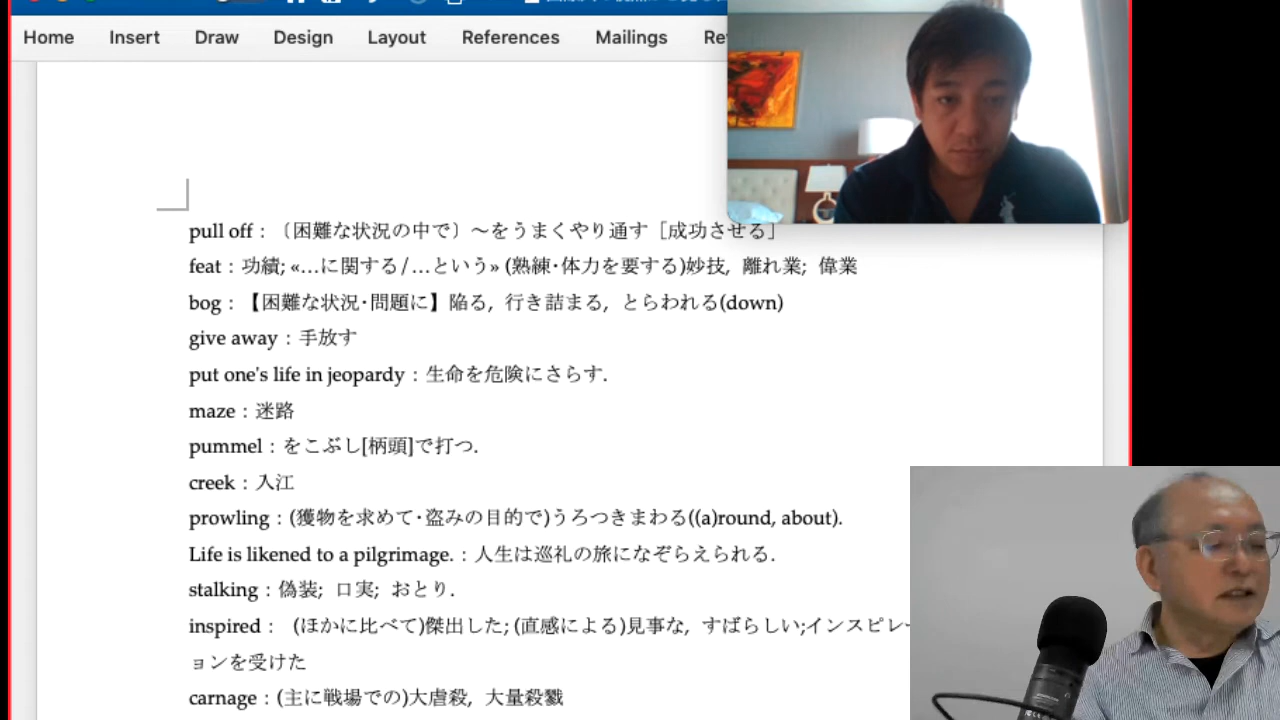 Home Insert Draw Design Layout References Mailings
pull off：〔困難な状況の中で〕～をうまくやり通す［成功させる］
feat：功績; «…に関する/…という» (熟練･体力を要する)妙技, 離れ業; 偉業
bog：【困難な状況･問題に】陥る, 行き詰まる, とらわれる(down)
give away：手放す
put one's life in jeopardy：生命を危険にさらす.
maze：迷路
pummel：をこぶし[柄頭]で打つ.
creek：入江
prowling：(獲物を求めて･盗みの目的で)うろつきまわる((a)round, about).
Life is likened to a pilgrimage.：人生は巡礼の旅になぞらえられる.
stalking：偽装; 口実; おとり.
inspired： (ほかに比べて)傑出した; (直感による)見事な, すばらしい;インスピレー
ョンを受けた
carnage：(主に戦場での)大虐殺, 大量殺戮